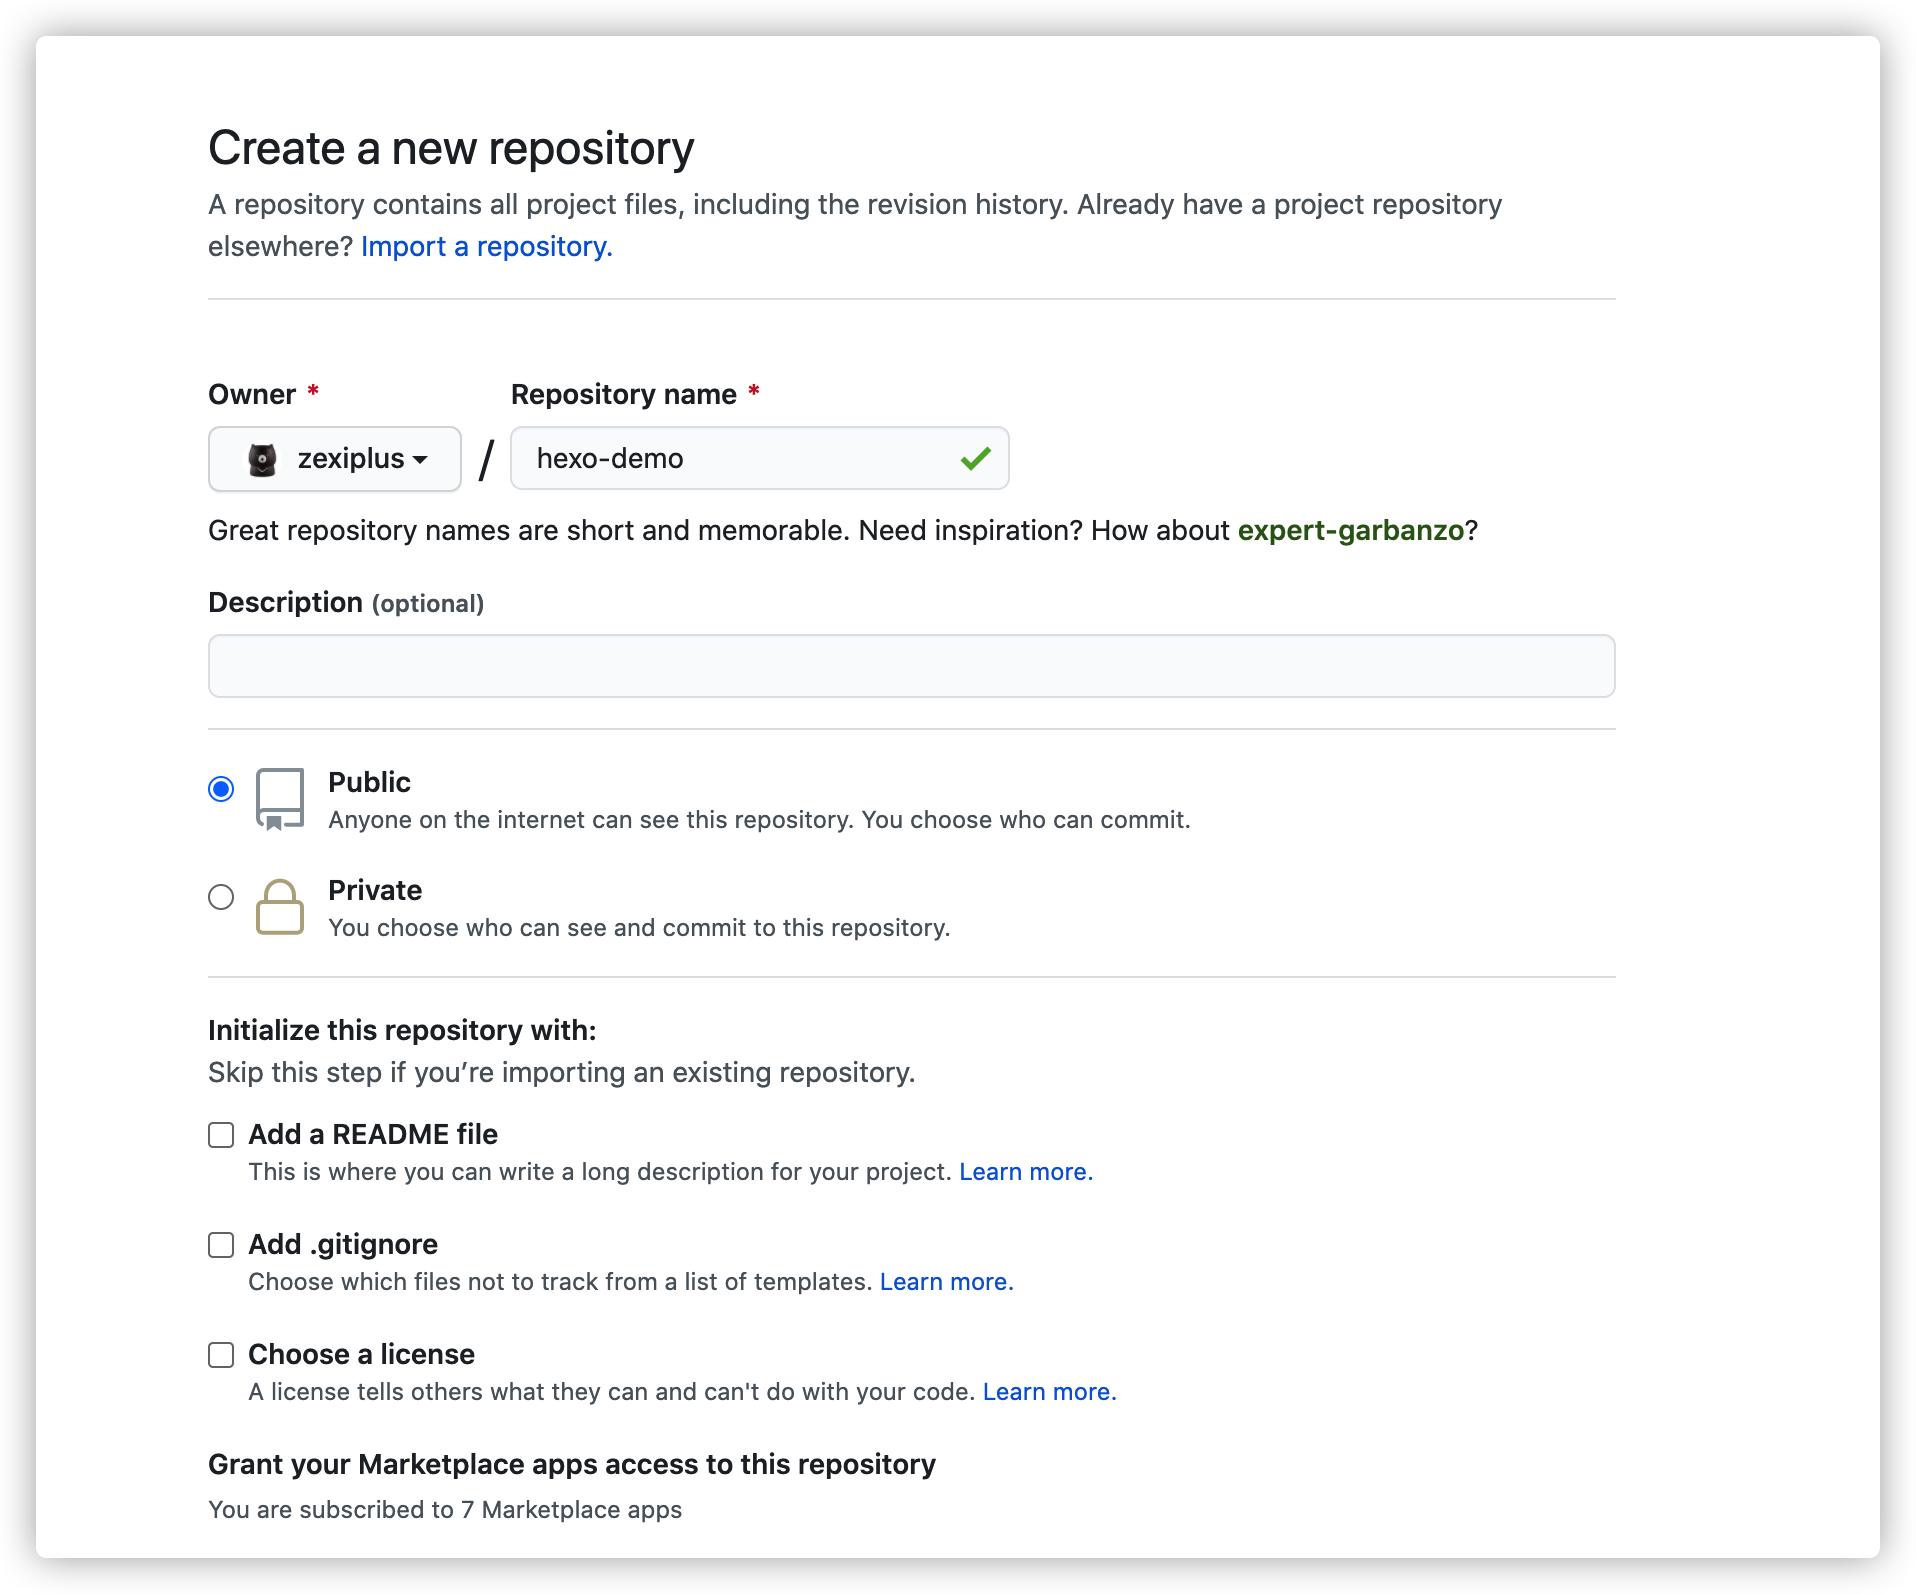 Create a new repository
A repository contains all project files, including the revision history. Already have a project repository
elsewhere? Import a repository.
Owner * Repository name *
zexiplus / hexo-demo
Great repository names are short and memorable. Need inspiration? How about expert-garbanzo?
Description (optional)
Public
Anyone on the internet can see this repository. You choose who can commit.
Private
You choose who can see and commit to this repository.
Initialize this repository with:
Skip this step if you’re importing an existing repository.
Add a README file
This is where you can write a long description for your project. Learn more.
Add .gitignore
Choose which files not to track from a list of templates. Learn more.
Choose a license
A license tells others what they can and can't do with your code. Learn more.
Grant your Marketplace apps access to this repository
You are subscribed to 7 Marketplace apps